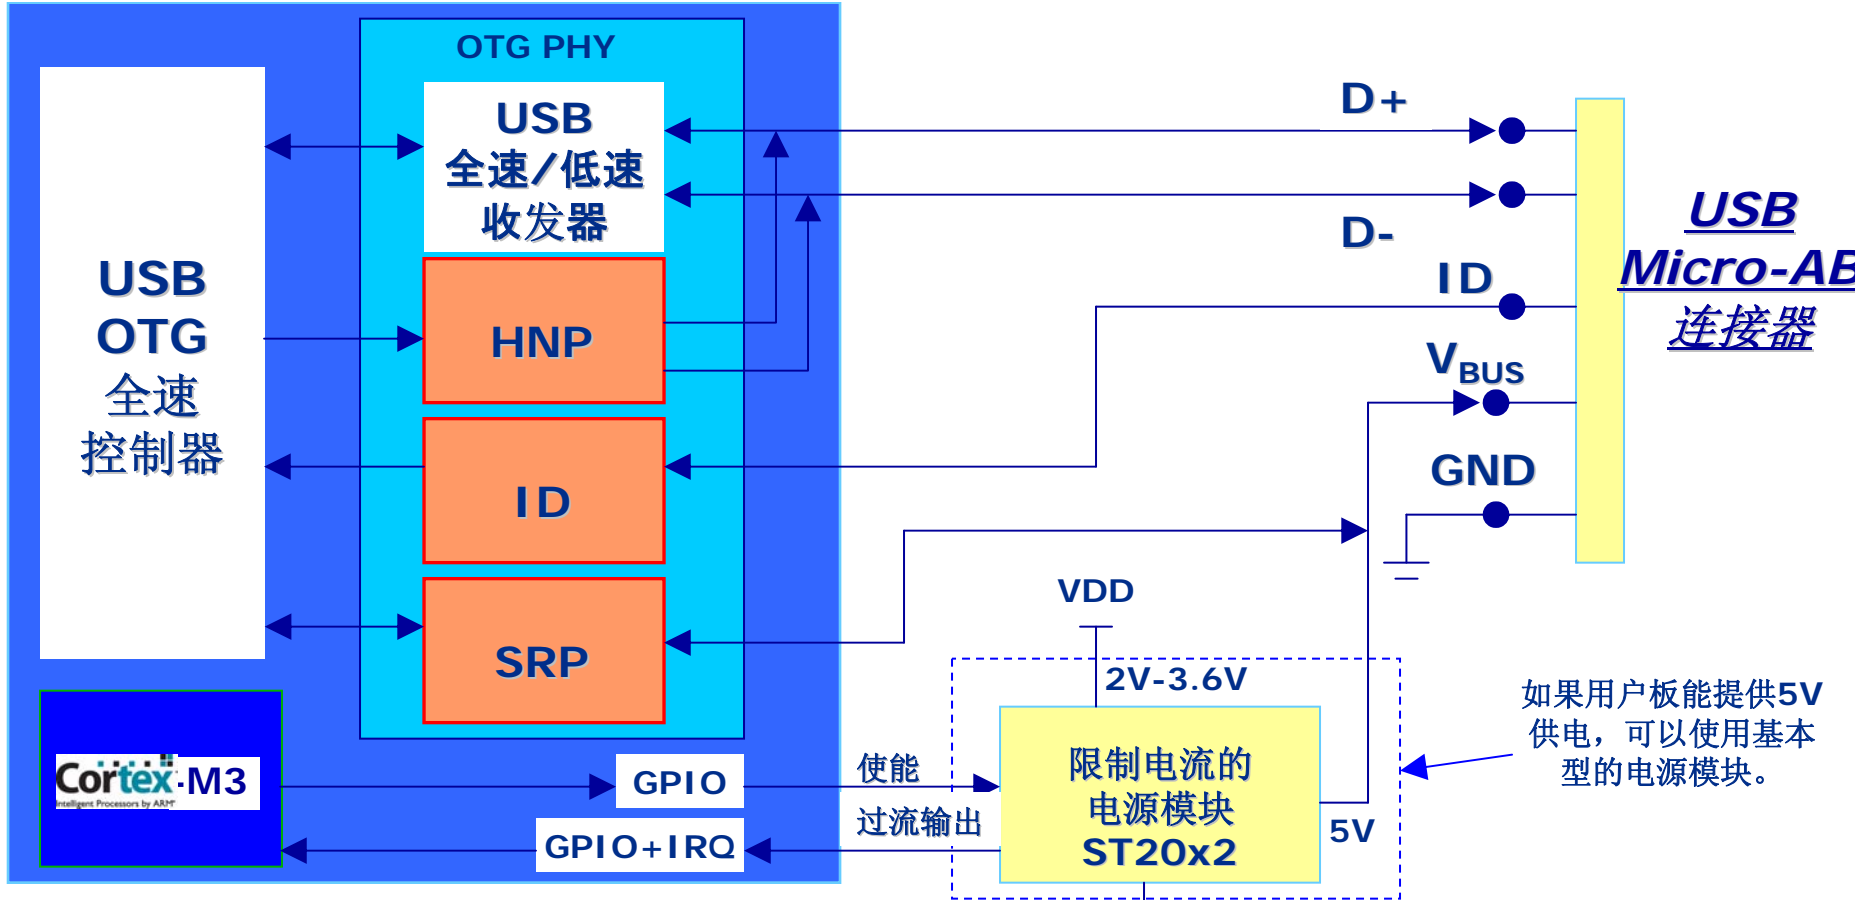 OTG PHY
USB
全速/低速
收发器
USB
OTG
全速
控制器
HNP
ID
SRP
Cortex-M3
Intelligent Processors by ARM
GPIO
GPIO+IRQ
使能
过流输出
VDD
2V-3.6V
限制电流的
电源模块
ST20x2
5V
D+
D-
ID
VBUS
GND
USB
Micro-AB
连接器
如果用户板能提供5V
供电，可以使用基本
型的电源模块。